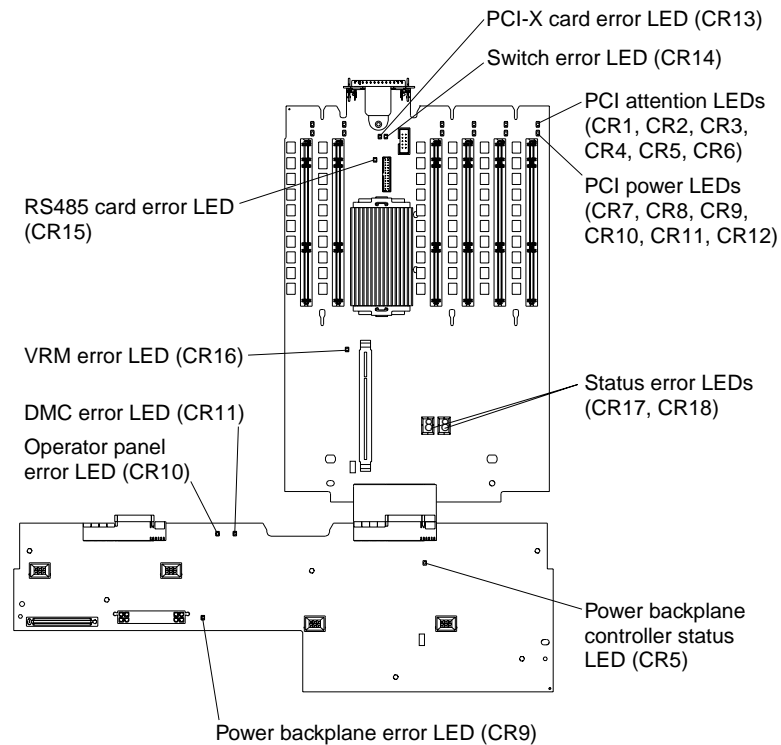 PCI-X card error LED (CR13)
Switch error LED (CR14)
PCI attention LEDs
(CR1, CR2, CR3,
CR4, CR5, CR6)
PCI power LEDs
(CR7, CR8, CR9,
CR10, CR11, CR12)
RS485 card error LED
(CR15)
VRM error LED (CR16)
Status error LEDs
(CR17, CR18)
DMC error LED (CR11)
Operator panel
error LED (CR10)
Power backplane
controller status
LED (CR5)
Power backplane error LED (CR9)